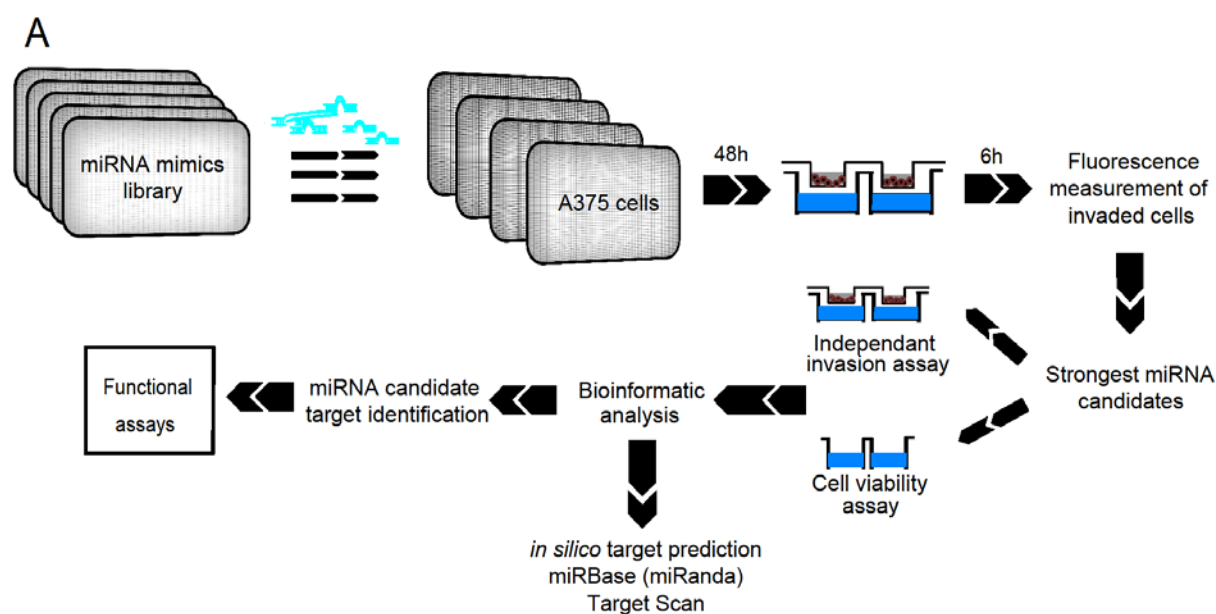 A
miRNA mimics
library
A375 cells
48h
6h
Fluorescence
measurement of
invaded cells
Independant
invasion assay
Strongest miRNA
candidates
Cell viability
assay
Bioinformatic
analysis
in silico target prediction
miRBase (miRanda)
Target Scan
miRNA candidate
target identification
Functional
assays